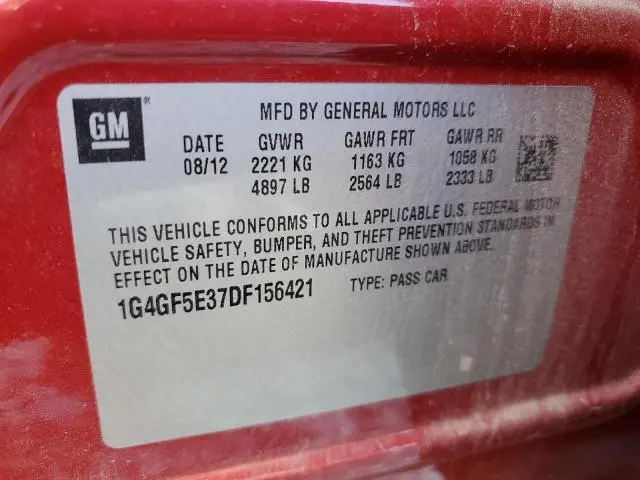 GM ®
MFD BY GENERAL MOTORS LLC
DATE GVWR GAWR FRT GAWR RR
08/12 2221 KG 1163 KG 1058 KG
4897 LB 2564 LB 2333 LB
THIS VEHICLE CONFORMS TO ALL APPLICABLE U.S. FEDERAL MOTOR
VEHICLE SAFETY, BUMPER, AND THEFT PREVENTION STANDARDS IN
EFFECT ON THE DATE OF MANUFACTURE SHOWN ABOVE.
1G4GF5E37DF156421 TYPE: PASS CAR